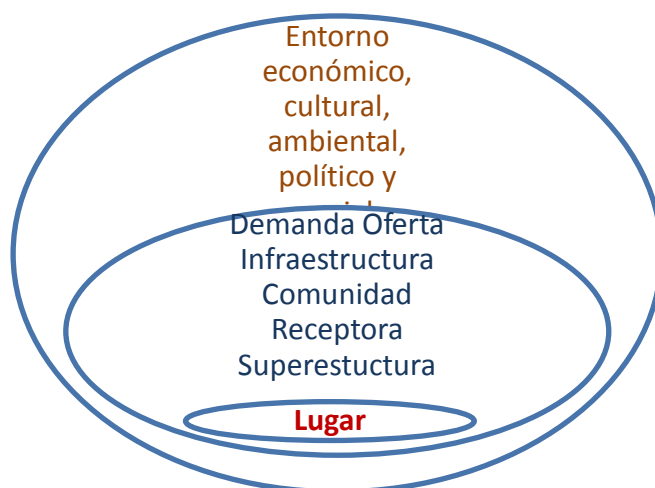 Entorno
económico,
cultural,
ambiental,
político y
Demanda Oferta
Infraestructura
Comunidad
Receptora
Superestuctura
Lugar